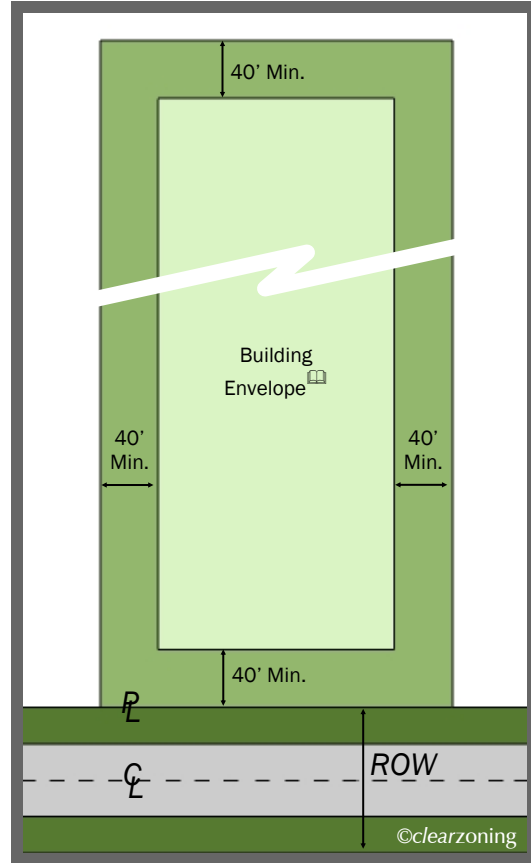 40’ Min.
Building
Envelope
40’
Min.
40’
Min.
40’ Min.
PL
CL
ROW
©clearzoning